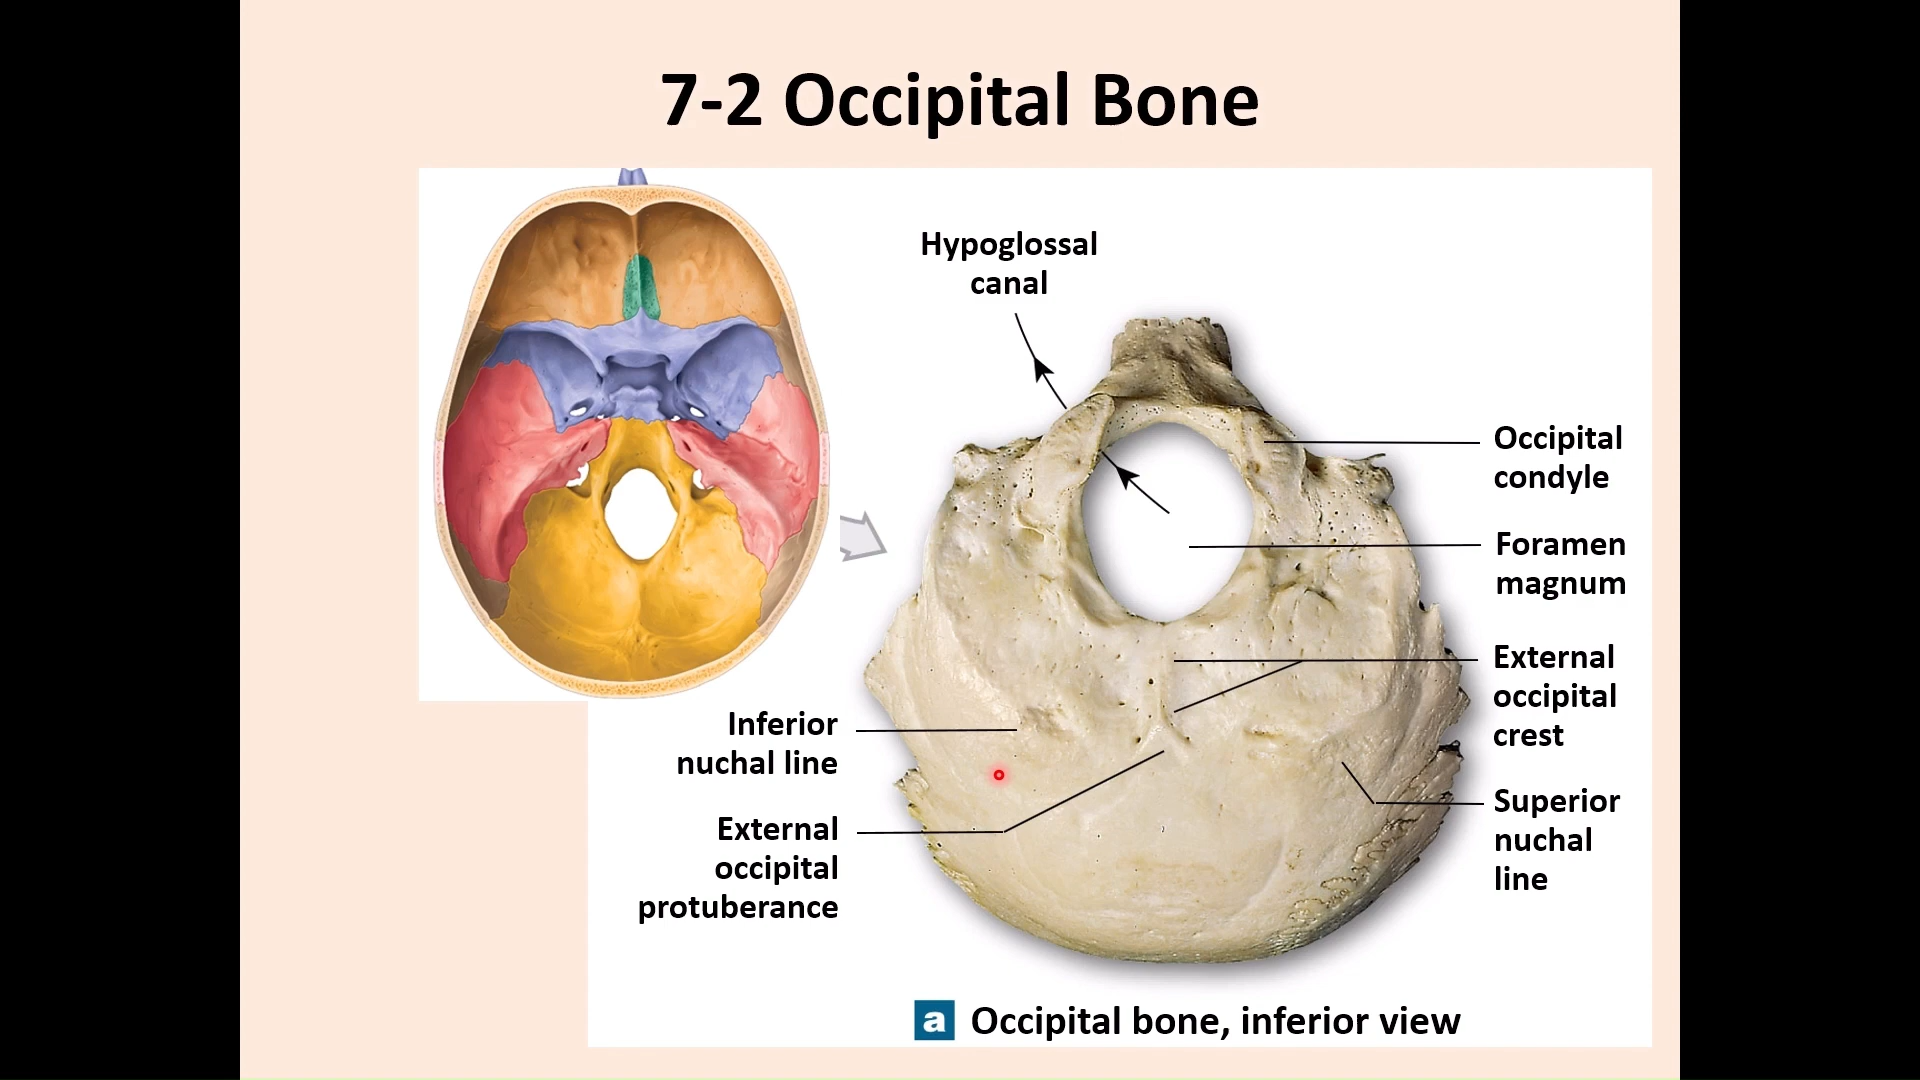 7-2 Occipital Bone
Hypoglossal
canal
Occipital
condyle
Foramen
magnum
External
occipital
crest
Inferior
nuchal line
Superior
nuchal
line
External
occipital
protuberance
a Occipital bone, inferior view